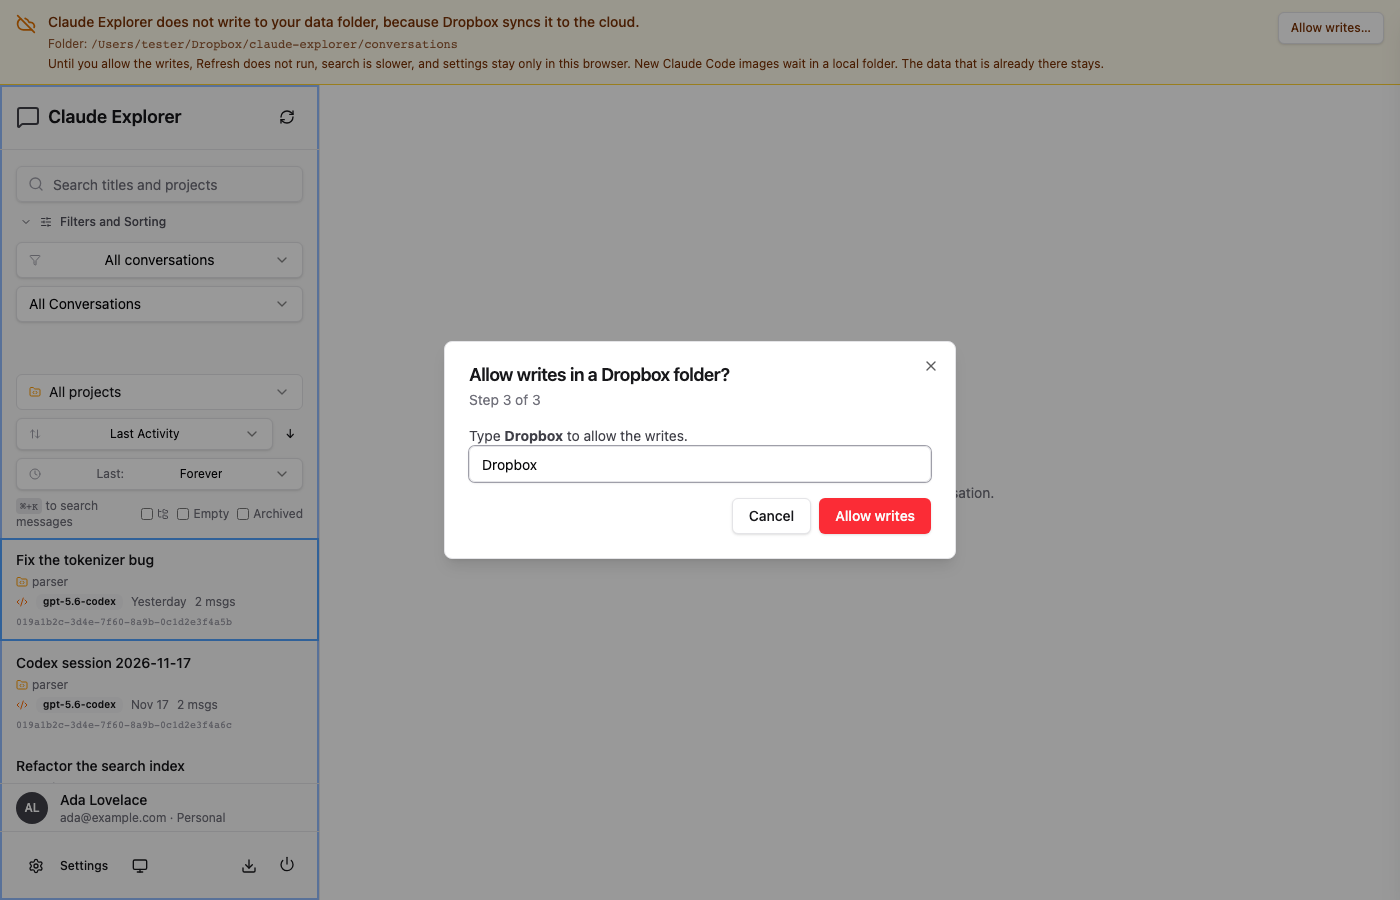 Claude Explorer does not write to your data folder, because Dropbox syncs it to the cloud.
Folder: /Users/tester/Dropbox/claude-explorer/conversations
Until you allow the writes, Refresh does not run, search is slower, and settings stay only in this browser. New Claude Code images wait in a local folder. The data that is already there stays.
Allow writes...
Claude Explorer
Search titles and projects
Filters and Sorting
All conversations
All Conversations
All projects
Last Activity
Last: Forever
⌘+K to search messages
Empty
Archived
Fix the tokenizer bug
parser
gpt-5.6-codex Yesterday 2 msgs
019a1b2c-3d4e-7f60-8a9b-0c1d2e3f4a5b
Codex session 2026-11-17
parser
gpt-5.6-codex Nov 17 2 msgs
019a1b2c-3d4e-7f60-8a9b-0c1d2e3f4a6c
Refactor the search index
AL
Ada Lovelace
ada@example.com · Personal
Settings
Allow writes in a Dropbox folder?
Step 3 of 3
Type Dropbox to allow the writes.
Dropbox
Cancel
Allow writes
sation.